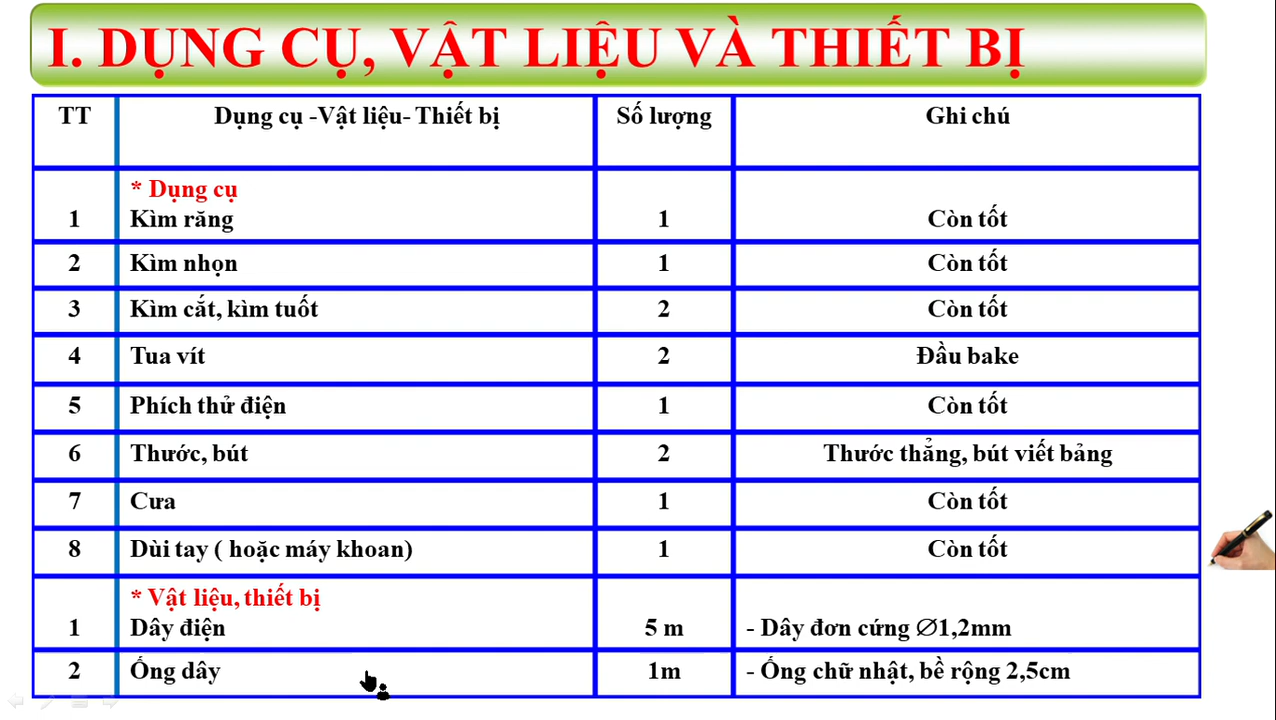 I. DỤNG CỤ, VẬT LIỆU VÀ THIẾT BỊ
TT Dụng cụ -Vật liệu- Thiết bị Số lượng Ghi chú
* Dụng cụ
1 Kìm răng 1 Còn tốt
2 Kìm nhọn 1 Còn tốt
3 Kìm cắt, kìm tuốt 2 Còn tốt
4 Tua vít 2 Đầu bake
5 Phích thử điện 1 Còn tốt
6 Thước, bút 2 Thước thẳng, bút viết bảng
7 Cưa 1 Còn tốt
8 Dùi tay ( hoặc máy khoan) 1 Còn tốt
* Vật liệu, thiết bị
1 Dây điện 5 m - Dây đơn cứng ∅1,2mm
2 Ống dây 1m - Ống chữ nhật, bề rộng 2,5cm